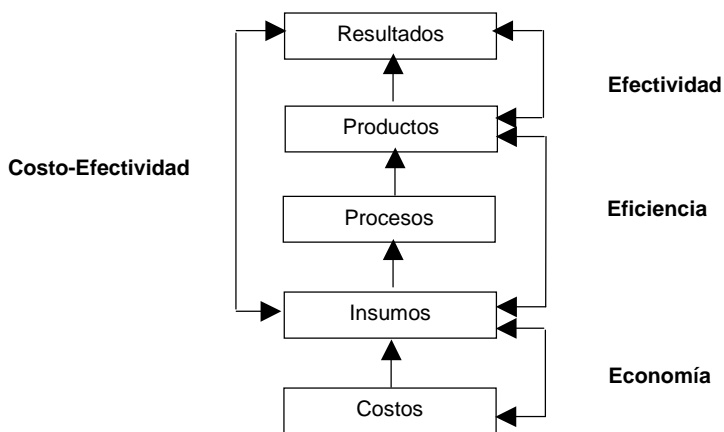 Resultados
Efectividad
Productos
Costo-Efectividad
Eficiencia
Procesos
Insumos
Economía
Costos